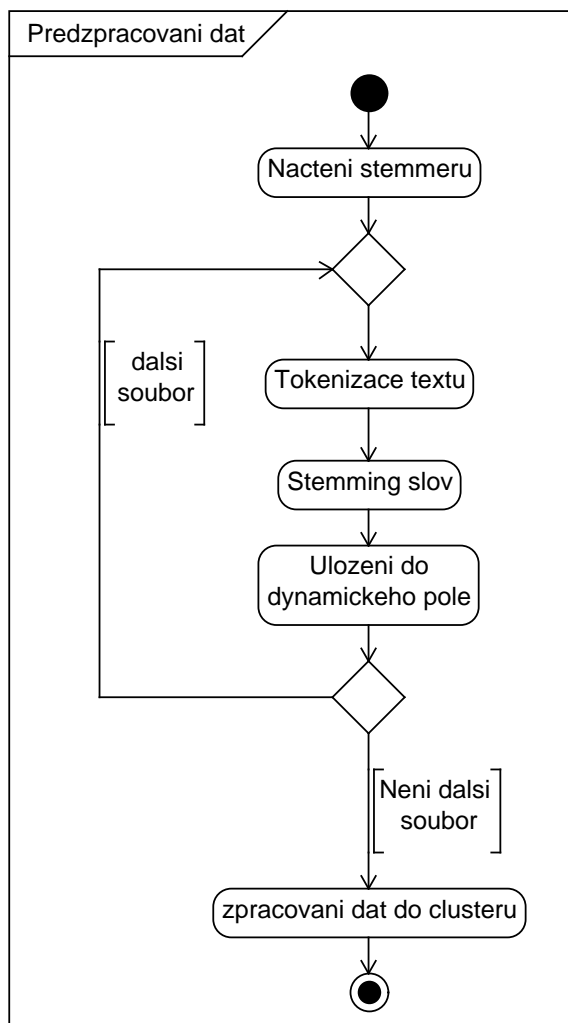 Predzpracovani dat
Nacteni stemmeru
dalsi
soubor
Tokenizace textu
Stemming slov
Ulozeni do
dynamickeho pole
Neni dalsi
soubor
zpracovani dat do clusteru